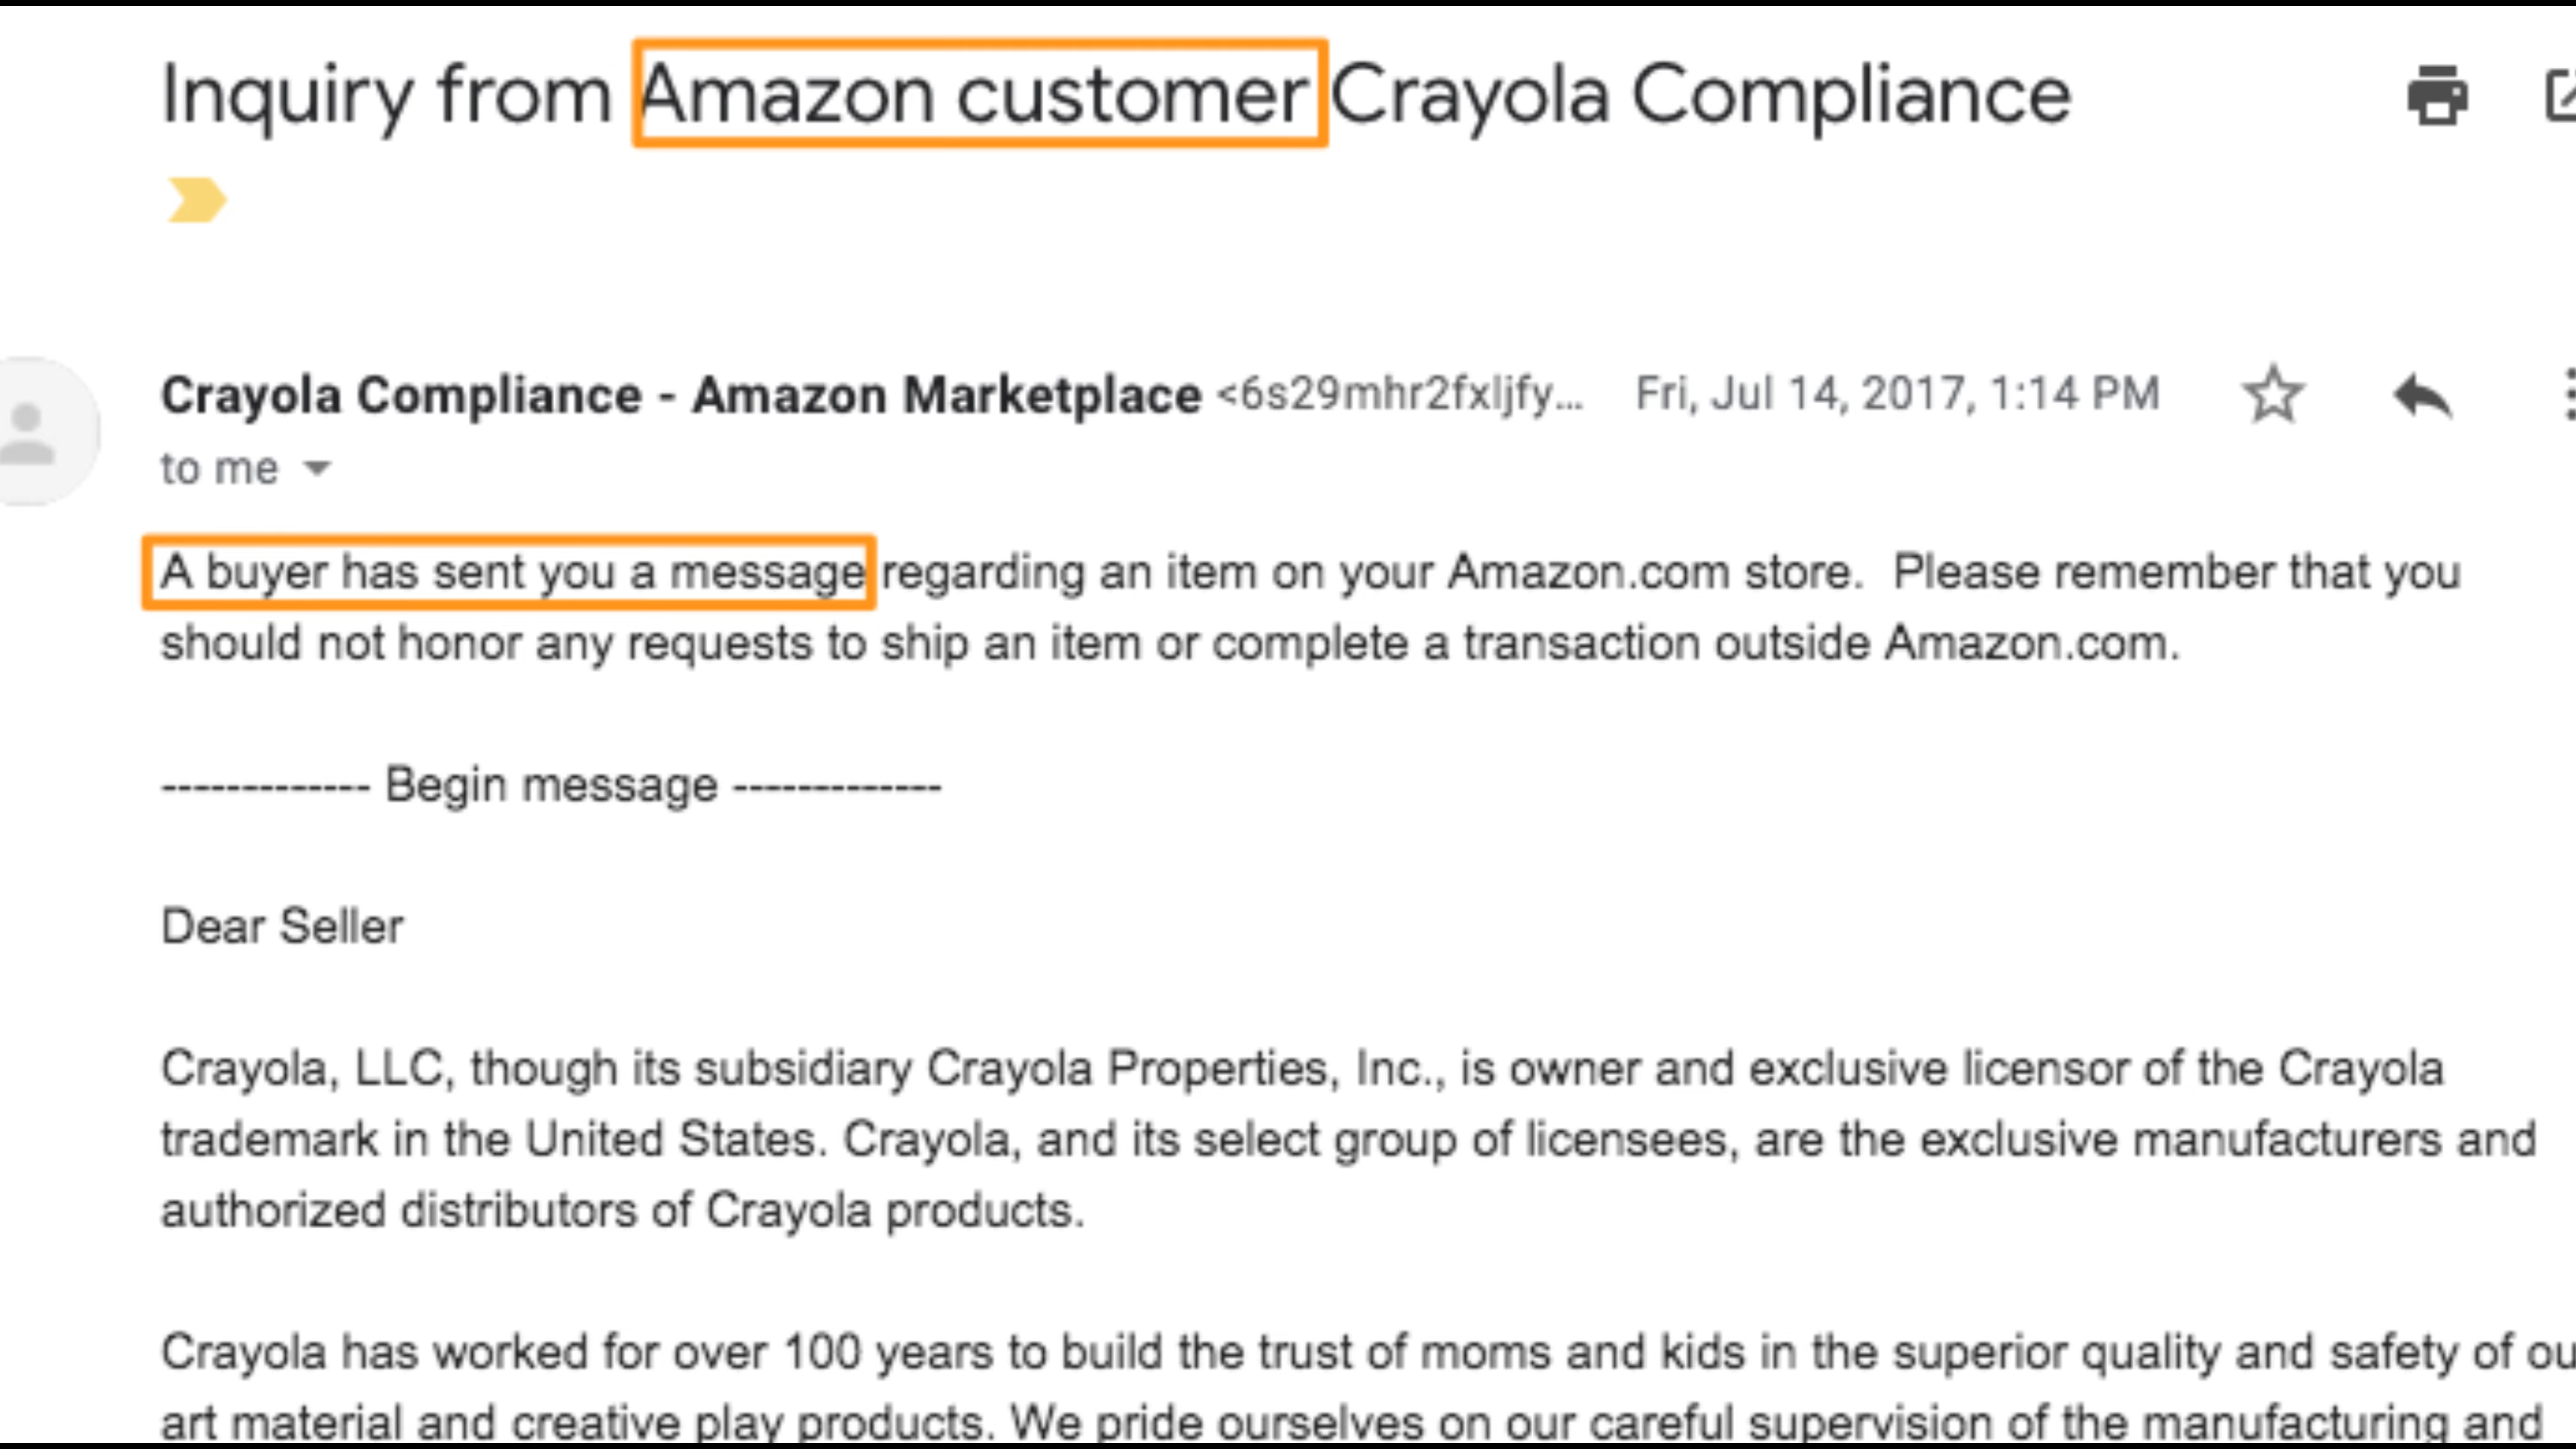 Inquiry from Amazon customer Crayola Compliance
Crayola Compliance - Amazon Marketplace <6s29mhr2fxljfy... Fri, Jul 14, 2017, 1:14 PM
to me
A buyer has sent you a message regarding an item on your Amazon.com store. Please remember that you
should not honor any requests to ship an item or complete a transaction outside Amazon.com.
------------- Begin message -------------
Dear Seller
Crayola, LLC, though its subsidiary Crayola Properties, Inc., is owner and exclusive licensor of the Crayola
trademark in the United States. Crayola, and its select group of licensees, are the exclusive manufacturers and
authorized distributors of Crayola products.
Crayola has worked for over 100 years to build the trust of moms and kids in the superior quality and safety of
art material and creative play products. We pride ourselves on our careful supervision of the manufacturing and